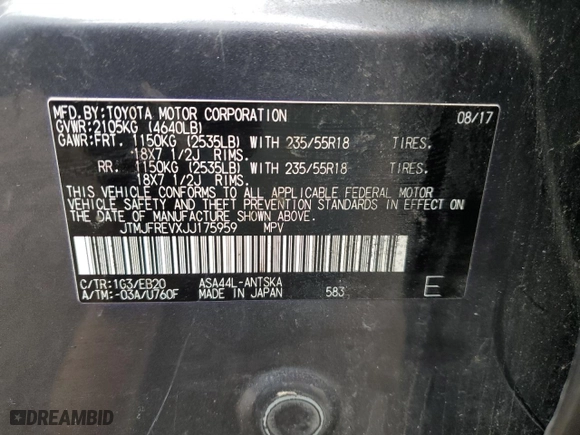 MFD.BY:TOYOTA MOTOR CORPORATION 08/17
GVWR:2105KG (4640LB)
GAWR:FRT. 1150KG (2535LB) WITH 235/55R18 TIRES.
18X7 1/2J RIMS.
RR. 1150KG (2535LB) WITH 235/55R18 TIRES.
18X7 1/2J RIMS.
THIS VEHICLE CONFORMS TO ALL APPLICABLE FEDERAL MOTOR
VEHICLE SAFETY AND THEFT PREVENTION STANDARDS IN EFFECT ON
THE DATE OF MANUFACTURE SHOWN ABOVE.
JTMJFREVXJJ175959 MPV
C/TR:1G3/EB20 ASA44L-ANTSKA
A/TM:-03A/U760F MADE IN JAPAN 583 E
DREAMBID